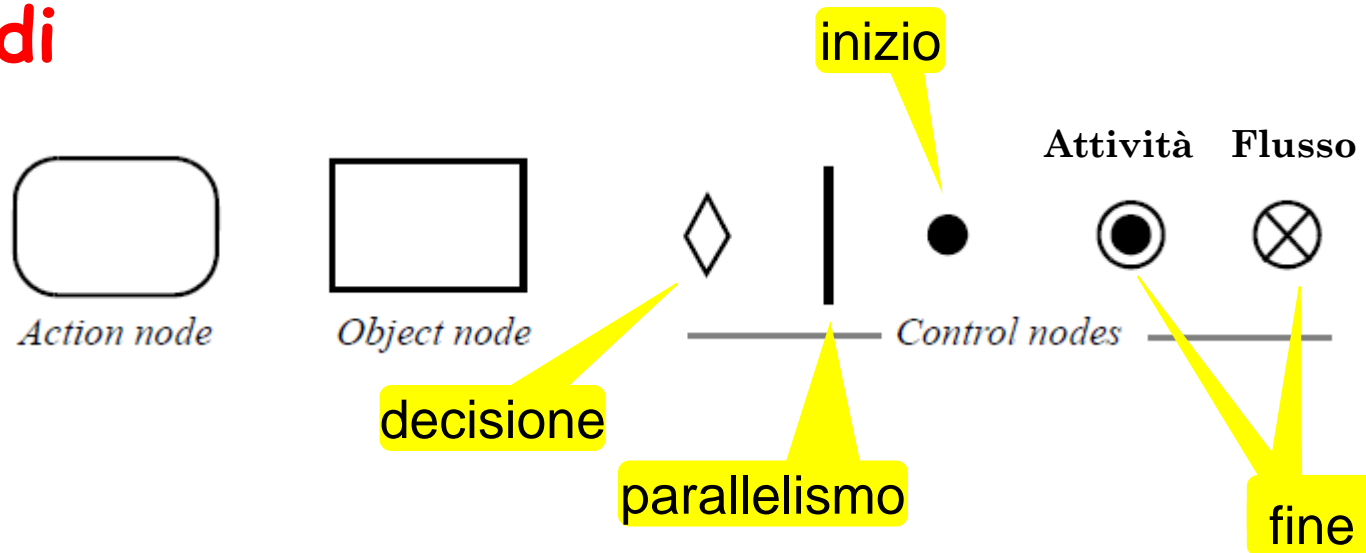 di
inizio
Attività Flusso
Action node
Object node
Control nodes
decisione
parallelismo
fine